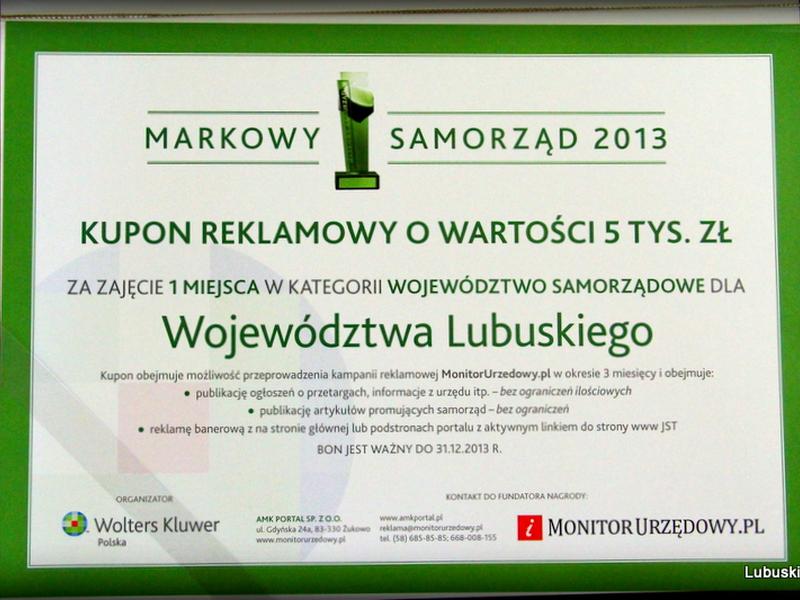 MARKOWY SAMORZĄD 2013
KUPON REKLAMOWY O WARTOŚCI 5 TYS. ZŁ
ZA ZAJĘCIE 1 MIEJSCA W KATEGORII WOJEWÓDZTWO SAMORZĄDOWE DLA
Województwa Lubuskiego
Kupon obejmuje możliwość przeprowadzenia kampanii reklamowej MonitorUrzedowy.pl w okresie 3 miesięcy i obejmuje:
• publikację ogłoszeń o przetargach, informacje z urzędu itp. – bez ograniczeń ilościowych
• publikację artykułów promujących samorząd – bez ograniczeń
• reklamę banerową z na stronie głównej lub podstronach portalu z aktywnym linkiem do strony www JST
BON JEST WAŻNY DO 31.12.2013 R.
ORGANIZATOR
Wolters Kluwer
Polska
KONTAKT DO FUNDATORA NAGRODY:
AMK PORTAL SP. Z O.O.
ul. Gdyńska 24a, 83-330 Żukowo
www.monitorurzedowy.pl
www.amkportal.pl
reklama@monitorurzedowy.pl
tel. (58) 685-85-85; 668-008-155
i MONITORURZĘDOWY.PL
Lubuski